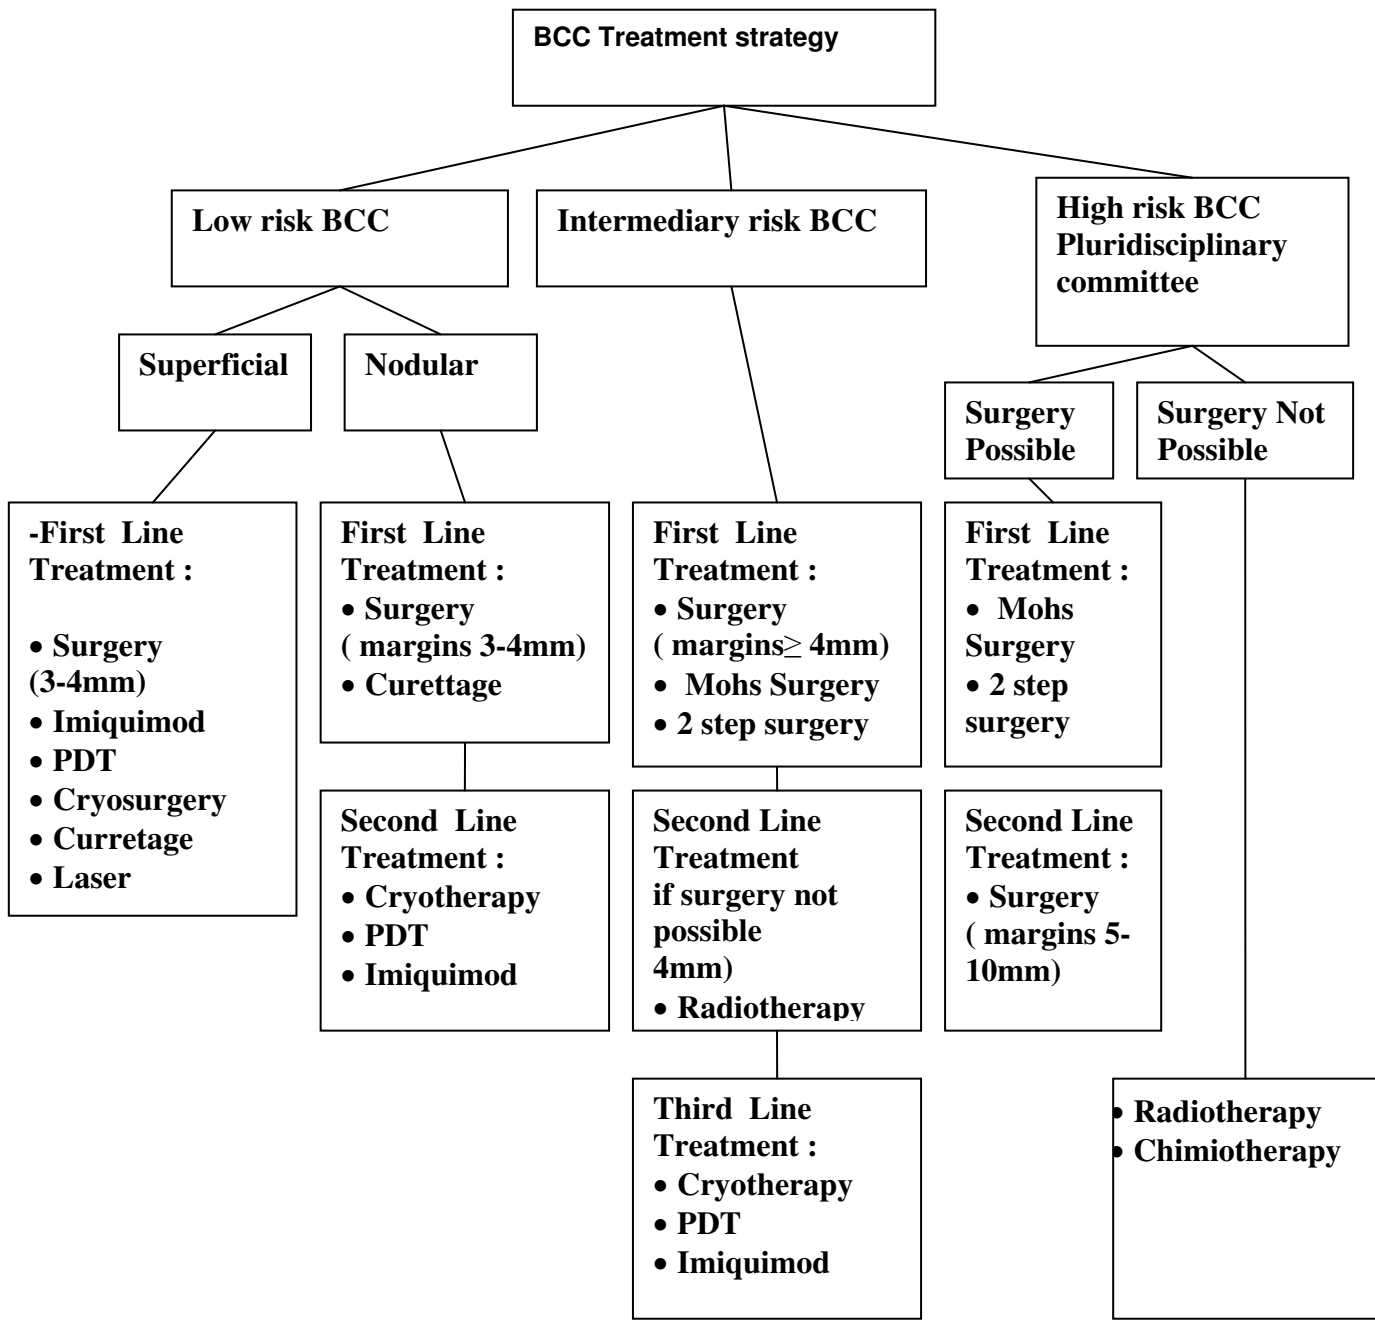 BCC Treatment strategy
Low risk BCC
Intermediary risk BCC
High risk BCC
Pluridisciplinary
committee
Superficial
Nodular
Surgery
Possible
Surgery Not
Possible
-First Line
Treatment :
• Surgery
(3-4mm)
• Imiquimod
• PDT
• Cryosurgery
• Curretage
• Laser
First Line
Treatment :
• Surgery
( margins 3-4mm)
• Curettage
First Line
Treatment :
• Surgery
( margins≥ 4mm)
• Mohs Surgery
• 2 step surgery
First Line
Treatment :
• Mohs
Surgery
• 2 step
surgery
Second Line
Treatment :
• Cryotherapy
• PDT
• Imiquimod
Second Line
Treatment
if surgery not
possible
4mm)
• Radiotherapy
Second Line
Treatment :
• Surgery
( margins 5-
10mm)
Third Line
Treatment :
• Cryotherapy
• PDT
• Imiquimod
• Radiotherapy
• Chimiotherapy